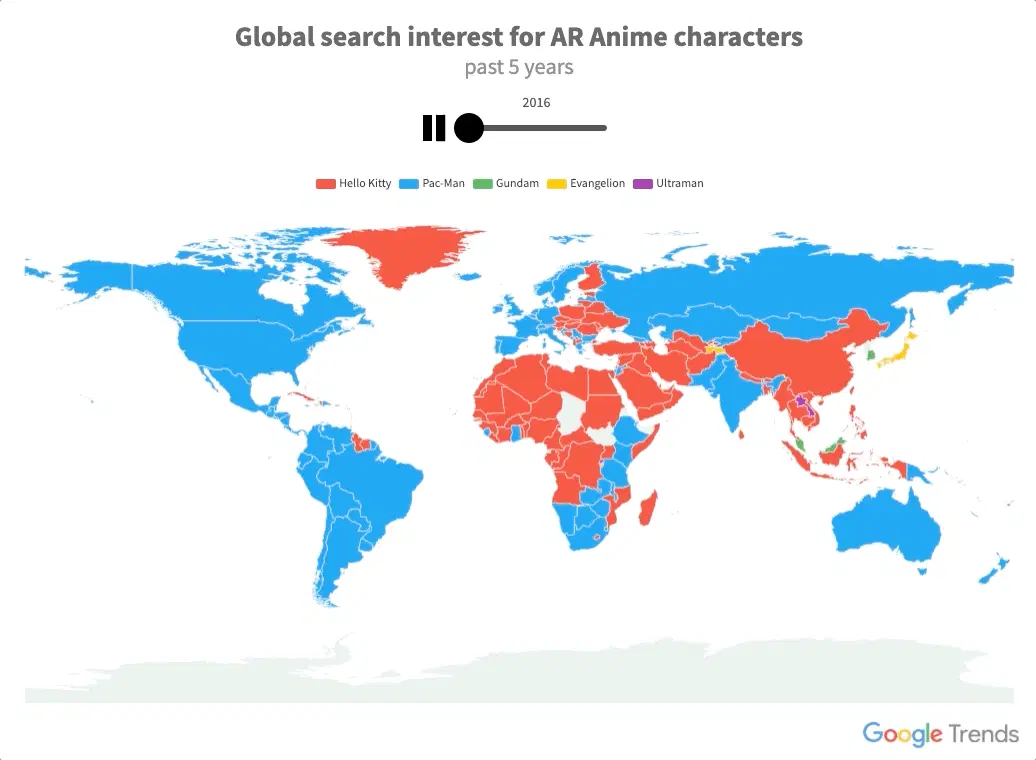 Global search interest for AR Anime characters
past 5 years
2016
Hello Kitty Pac-Man Gundam Evangelion Ultraman
Google Trends